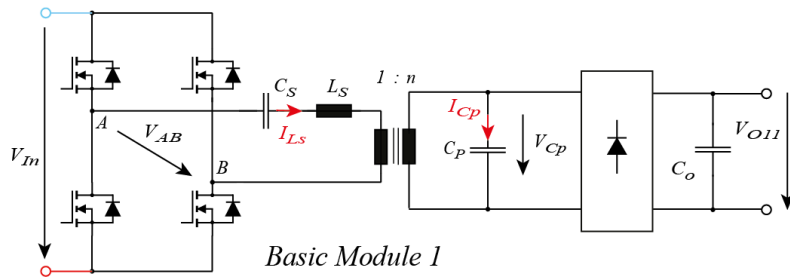 C_S
L_S
1 : n
I_Cp
A
V_AB
I_Ls
V_O11
V_In
B
C_P
V_Cp
C_o
Basic Module 1